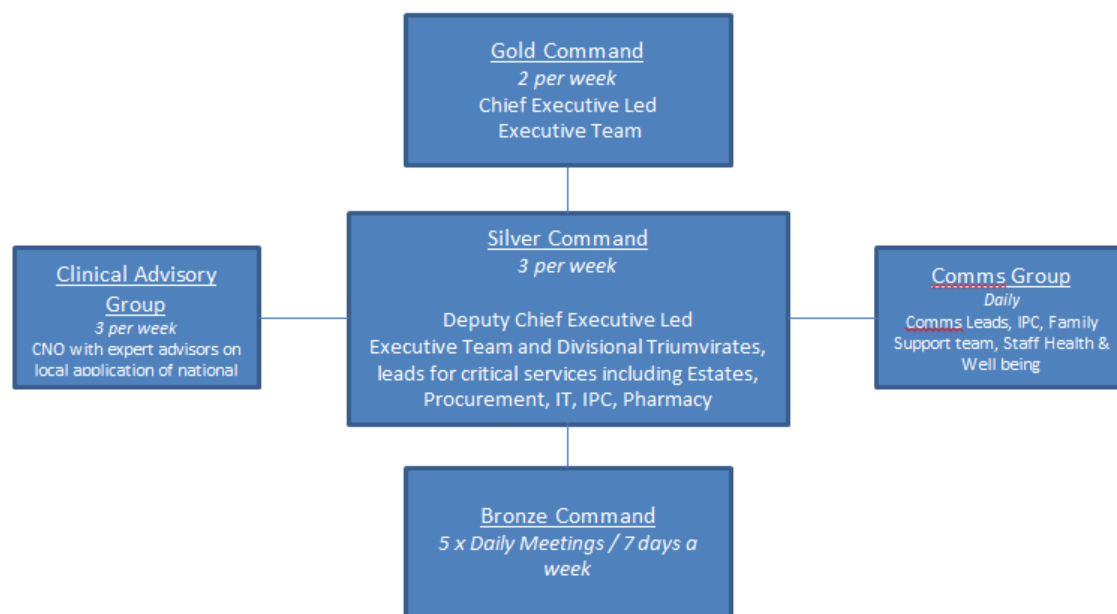 Gold Command
2 per week
Chief Executive Led
Executive Team
Silver Command
3 per week
Deputy Chief Executive Led
Executive Team and Divisional Triumvirates,
leads for critical services including Estates,
Procurement, IT, IPC, Pharmacy
Clinical Advisory
Group
3 per week
CNO with expert advisors on
local application of national
Comms Group
Daily
Comms Leads, IPC, Family
Support team, Staff Health &
Well being
Bronze Command
5 x Daily Meetings / 7 days a
week